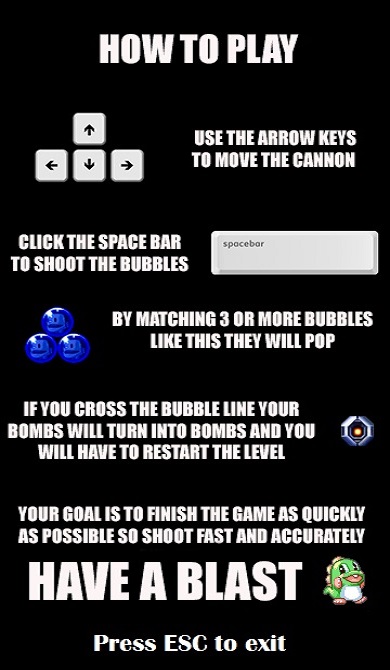 HOW TO PLAY
USE THE ARROW KEYS
TO MOVE THE CANNON
CLICK THE SPACE BAR
TO SHOOT THE BUBBLES
spacebar
BY MATCHING 3 OR MORE BUBBLES
LIKE THIS THEY WILL POP
IF YOU CROSS THE BUBBLE LINE YOUR
BOMBS WILL TURN INTO BOMBS AND YOU
WILL HAVE TO RESTART THE LEVEL
YOUR GOAL IS TO FINISH THE GAME AS QUICKLY
AS POSSIBLE SO SHOOT FAST AND ACCURATELY
HAVE A BLAST
Press ESC to exit